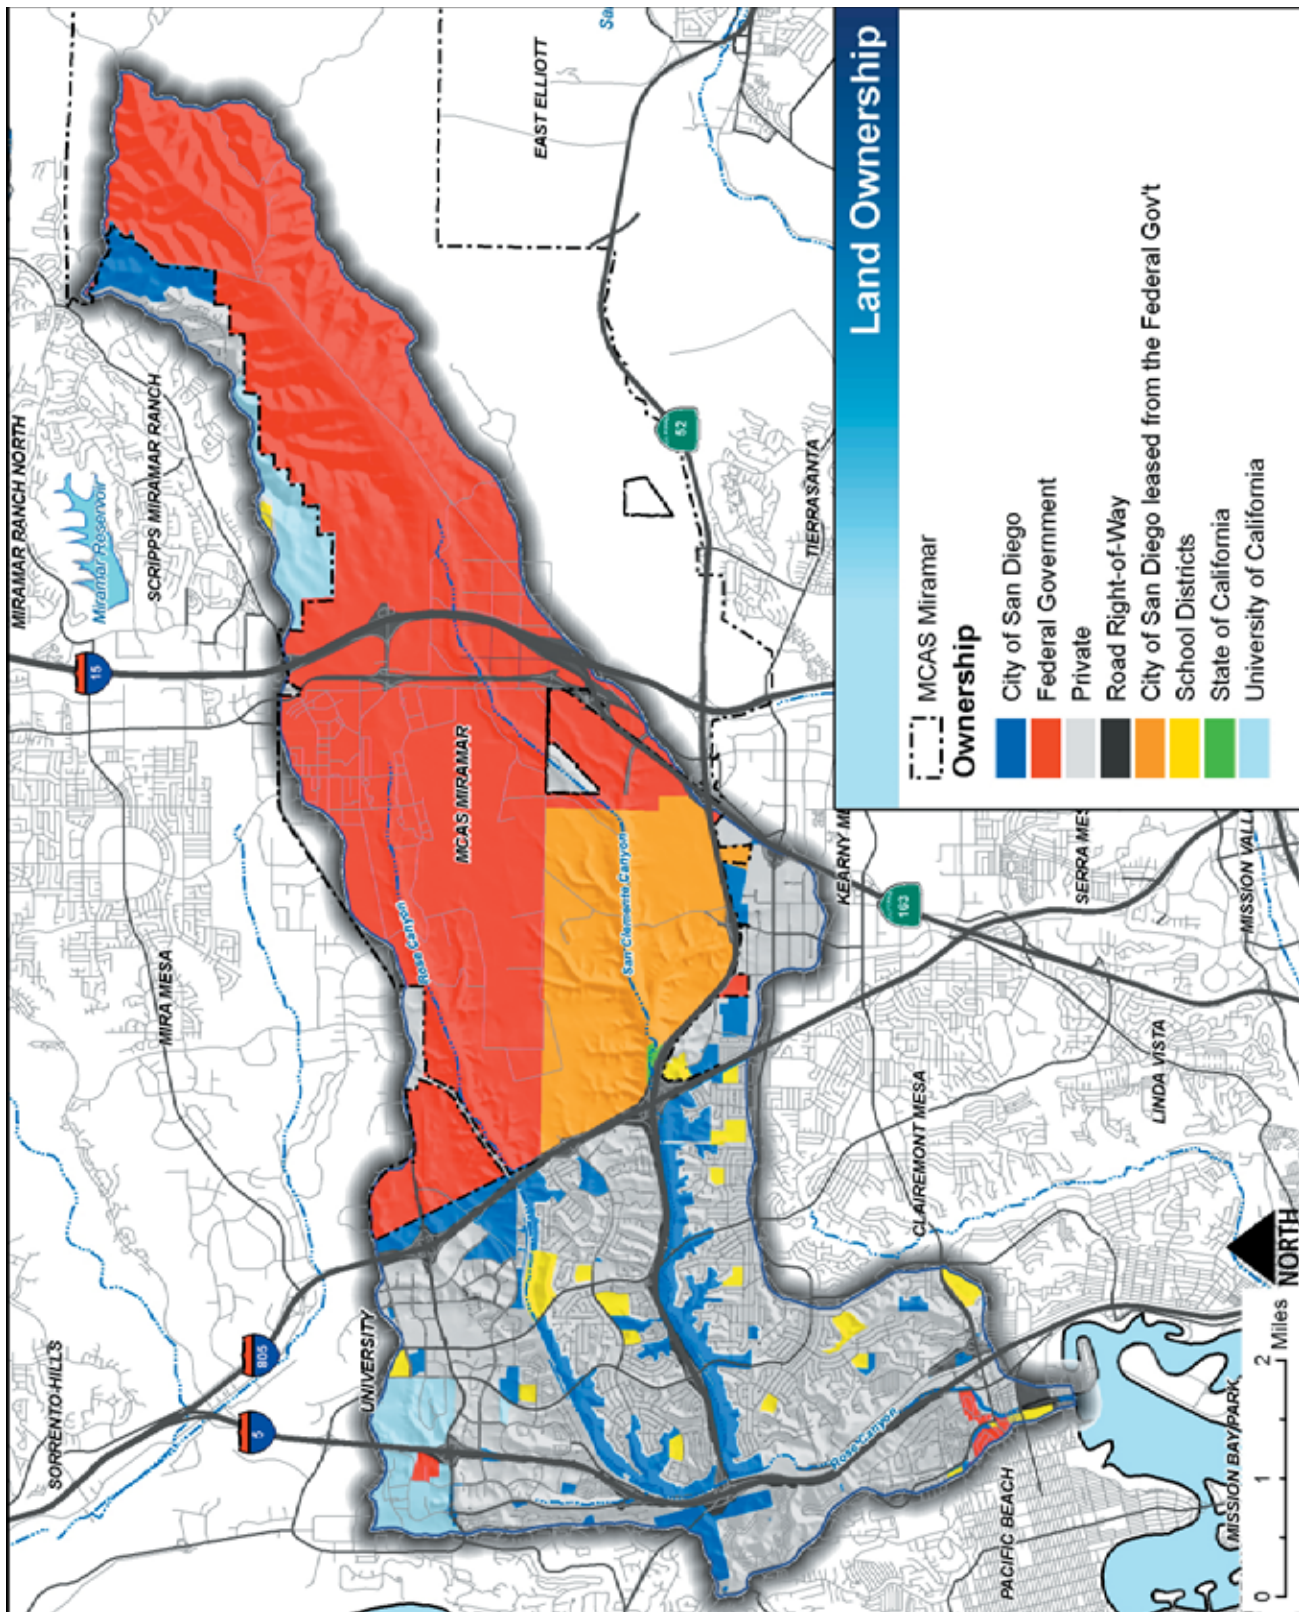 Land Ownership
MCAS Miramar
Ownership
City of San Diego
Federal Government
Private
Road Right-of-Way
City of San Diego leased from the Federal Gov't
School Districts
State of California
University of California
MIRAMAR RANCH NORTH
Miramar Reservoir
SCRIPPS MIRAMAR RANCH
EAST ELLIOTT
Sa
15
52
TIERRASANTA
MIRA MESA
MCAS MIRAMAR
Rose Canyon
San Clemente Canyon
KEARNY ME
163
SERRA MES
MISSION VALL
LINDA VISTA
CLAIREMONT MESA
SORRENTO HILLS
805
5
UNIVERSITY
Rose Canyon
PACIFIC BEACH
MISSION BAY PARK
0 1 2 Miles
NORTH